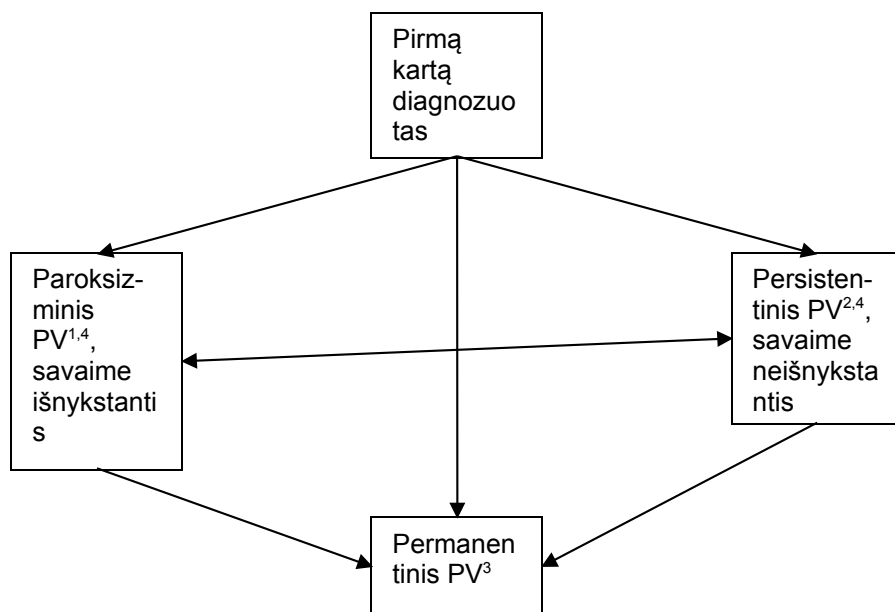 Pirmą
kartą
diagnozuo
tas
Paroksiz-
minis
PV¹,⁴,
savaime
išnykstanti
s
Persisten-
tinis PV²,⁴,
savaime
neišnyksta
ntis
Permanen
tinis PV³